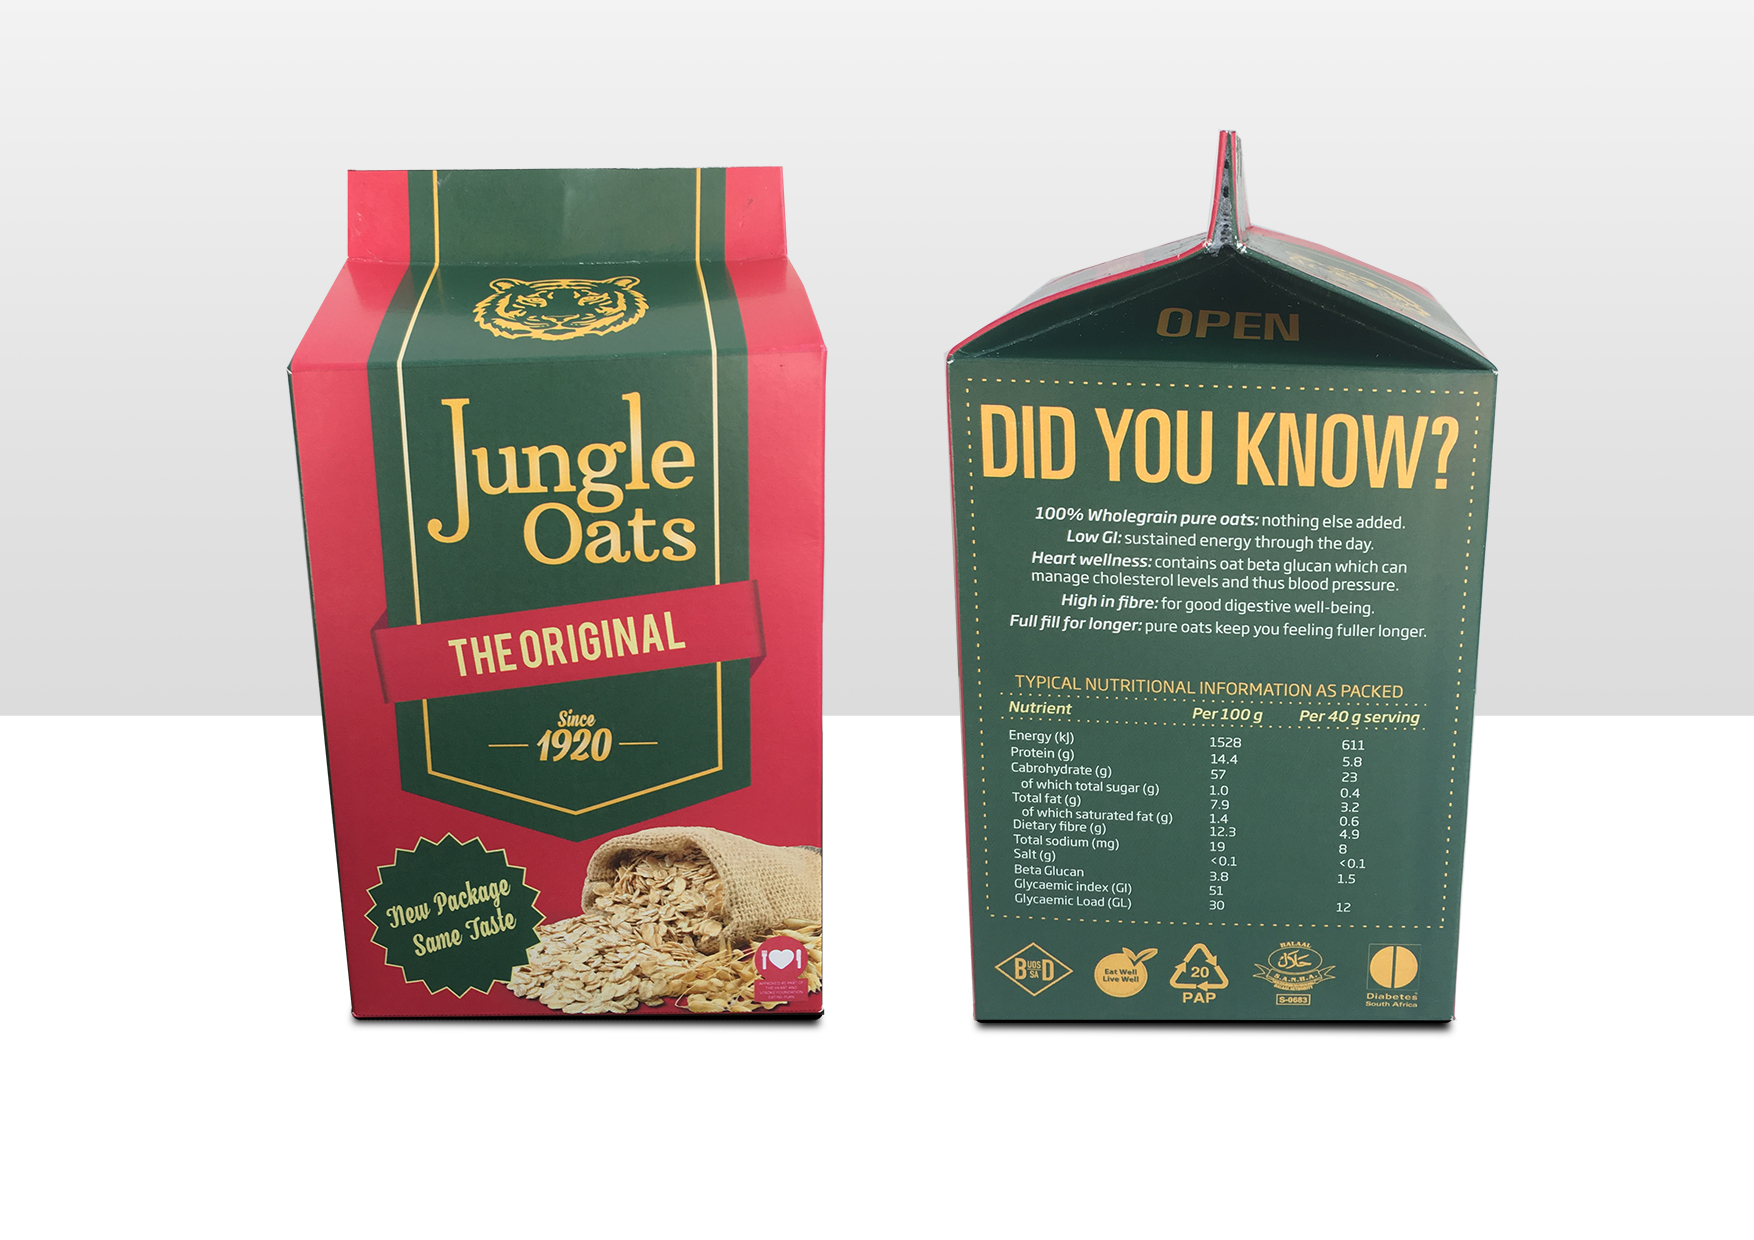 Jungle
Oats
THE ORIGINAL
Since
1920
New Package
Same Taste
OPEN
DID YOU KNOW?
100% Wholegrain pure oats: nothing else added.
Low GI: sustained energy through the day.
Heart wellness: contains oat beta glucan which can
manage cholesterol levels and thus blood pressure.
High in fibre: for good digestive well-being.
Full fill for longer: pure oats keep you feeling fuller longer.
TYPICAL NUTRITIONAL INFORMATION AS PACKED
Nutrient Per 100 g Per 40 g serving
Energy (kJ) 1528 611
Protein (g) 14.4 5.8
Cabrohydrate (g) 57 23
of which total sugar (g) 1.0 0.4
Total fat (g) 7.9 3.2
of which saturated fat (g) 1.4 0.6
Dietary fibre (g) 12.3 4.9
Total sodium (mg) 19 8
Salt (g) <0.1 <0.1
Beta Glucan 3.8 1.5
Glycaemic index (GI) 51
Glycaemic Load (GL) 30 12
B UDS SA D
Eat Well
Live Well
20
PAP
HALAAL
حلال
S.A.N.H.A.
S-0683
Diabetes
South Africa